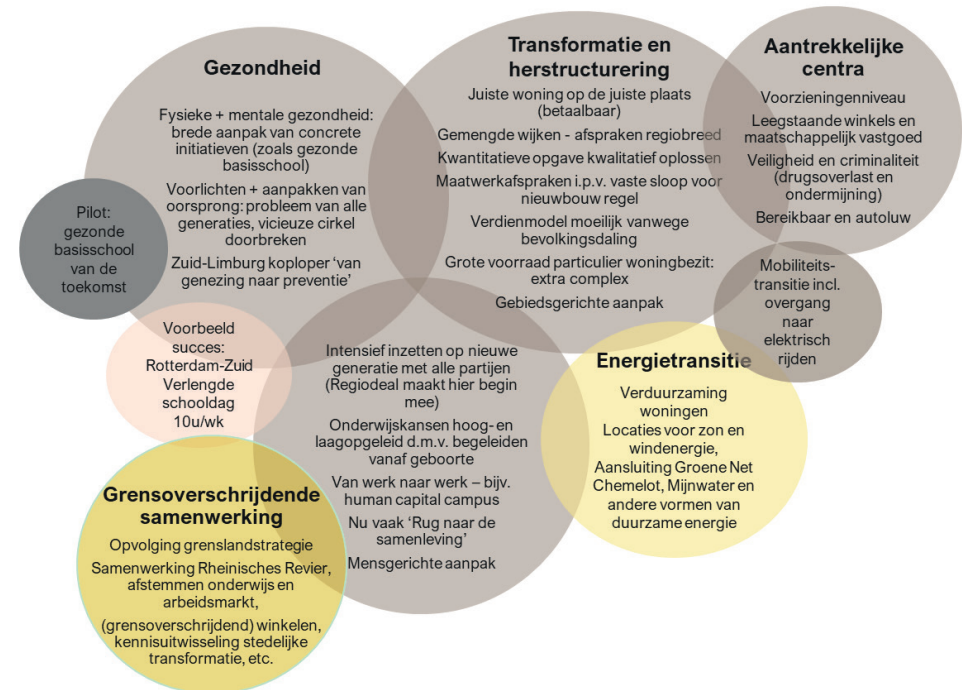 Gezondheid
Fysieke + mentale gezondheid:
brede aanpak van concrete
initiatieven (zoals gezonde
basisschool)
Voorlichten + aanpakken van
oorsprong: probleem van alle
generaties, vicieuze cirkel
doorbreken
Zuid-Limburg koploper ‘van
genezing naar preventie’
Pilot:
gezonde
basisschool
van de
toekomst
Transformatie en
herstructurering
Juiste woning op de juiste plaats
(betaalbaar)
Gemengde wijken - afspraken regiobreed
Kwantitatieve opgave kwalitatief oplossen
Maatwerkafspraken i.p.v. vaste sloop voor
nieuwbouw regel
Verdienmodel moeilijk vanwege
bevolkingsdaling
Grote voorraad particulier woningbezit:
extra complex
Gebiedsgerichte aanpak
Aantrekkelijke
centra
Voorzieningenniveau
Leegstaande winkels en
maatschappelijk vastgoed
Veiligheid en criminaliteit
(drugsoverlast en
ondermijning)
Bereikbaar en autoluw
Mobiliteits-
transitie incl.
overgang
naar
elektrisch
rijden
Voorbeeld
succes:
Rotterdam-Zuid
Verlengde
schooldag
10u/wk
Intensief inzetten op nieuwe
generatie met alle partijen
(Regiodeal maakt hier begin
mee)
Onderwijskansen hoog- en
laagopgeleid d.m.v. begeleiden
vanaf geboorte
Van werk naar werk – bijv.
human capital campus
Nu vaak ‘Rug naar de
samenleving’
Mensgerichte aanpak
Energietransitie
Verduurzaming
woningen
Locaties voor zon en
windenergie,
Aansluiting Groene Net
Chemelot, Mijnwater en
andere vormen van
duurzame energie
Grensoverschrijdende
samenwerking
Opvolging grenslandstrategie
Samenwerking Rheinisches Revier,
afstemmen onderwijs en
arbeidsmarkt,
(grensoverschrijdend) winkelen,
kennisuitwisseling stedelijke
transformatie, etc.